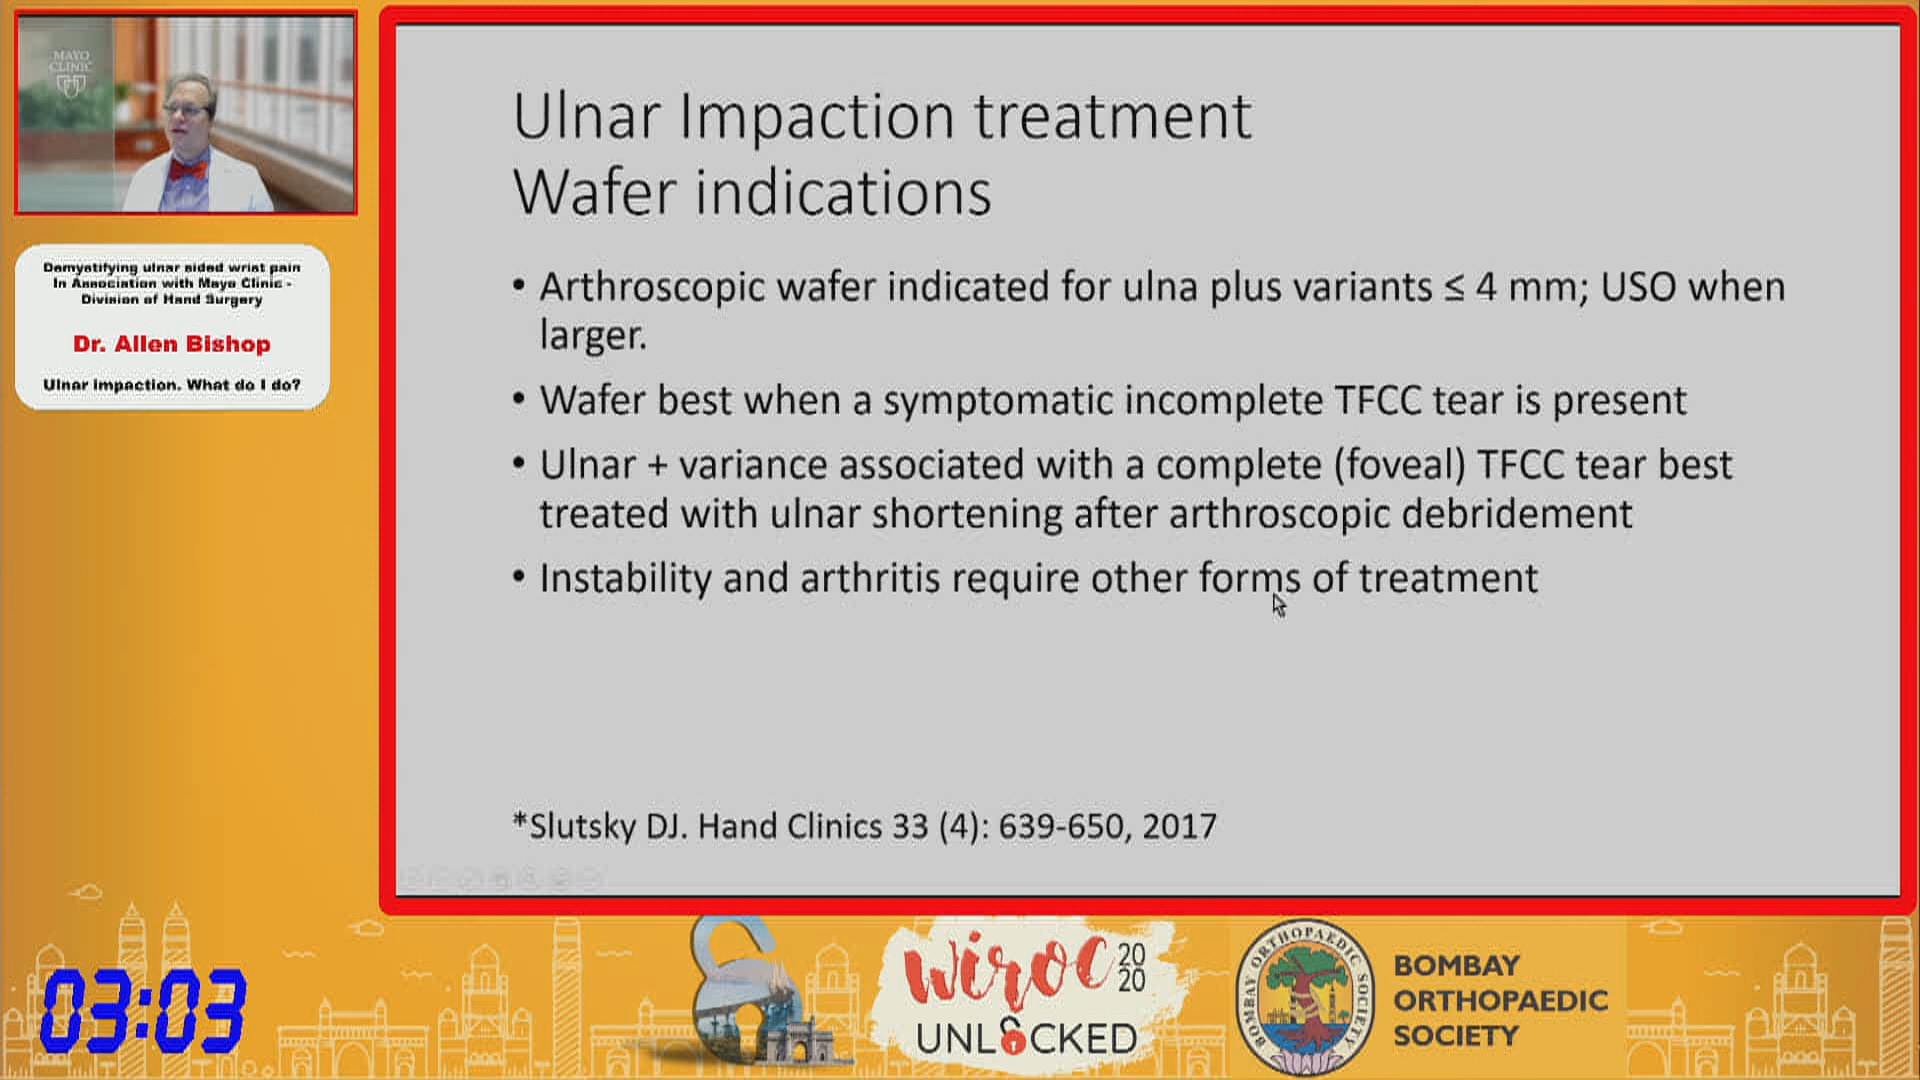 MAYO
CLINIC
Demystifying ulnar sided wrist pain
In Association with Mayo Clinic -
Division of Hand Surgery
Dr. Allen Bishop
Ulnar impaction. What do I do?
Ulnar Impaction treatment
Wafer indications
• Arthroscopic wafer indicated for ulna plus variants ≤ 4 mm; USO when
larger.
• Wafer best when a symptomatic incomplete TFCC tear is present
• Ulnar + variance associated with a complete (foveal) TFCC tear best
treated with ulnar shortening after arthroscopic debridement
• Instability and arthritis require other forms of treatment
*Slutsky DJ. Hand Clinics 33 (4): 639-650, 2017
03:03
wiroc 20
20
UNLOCKED
BOMBAY ORTHOPAEDIC SOCIETY
BOMBAY
ORTHOPAEDIC
SOCIETY